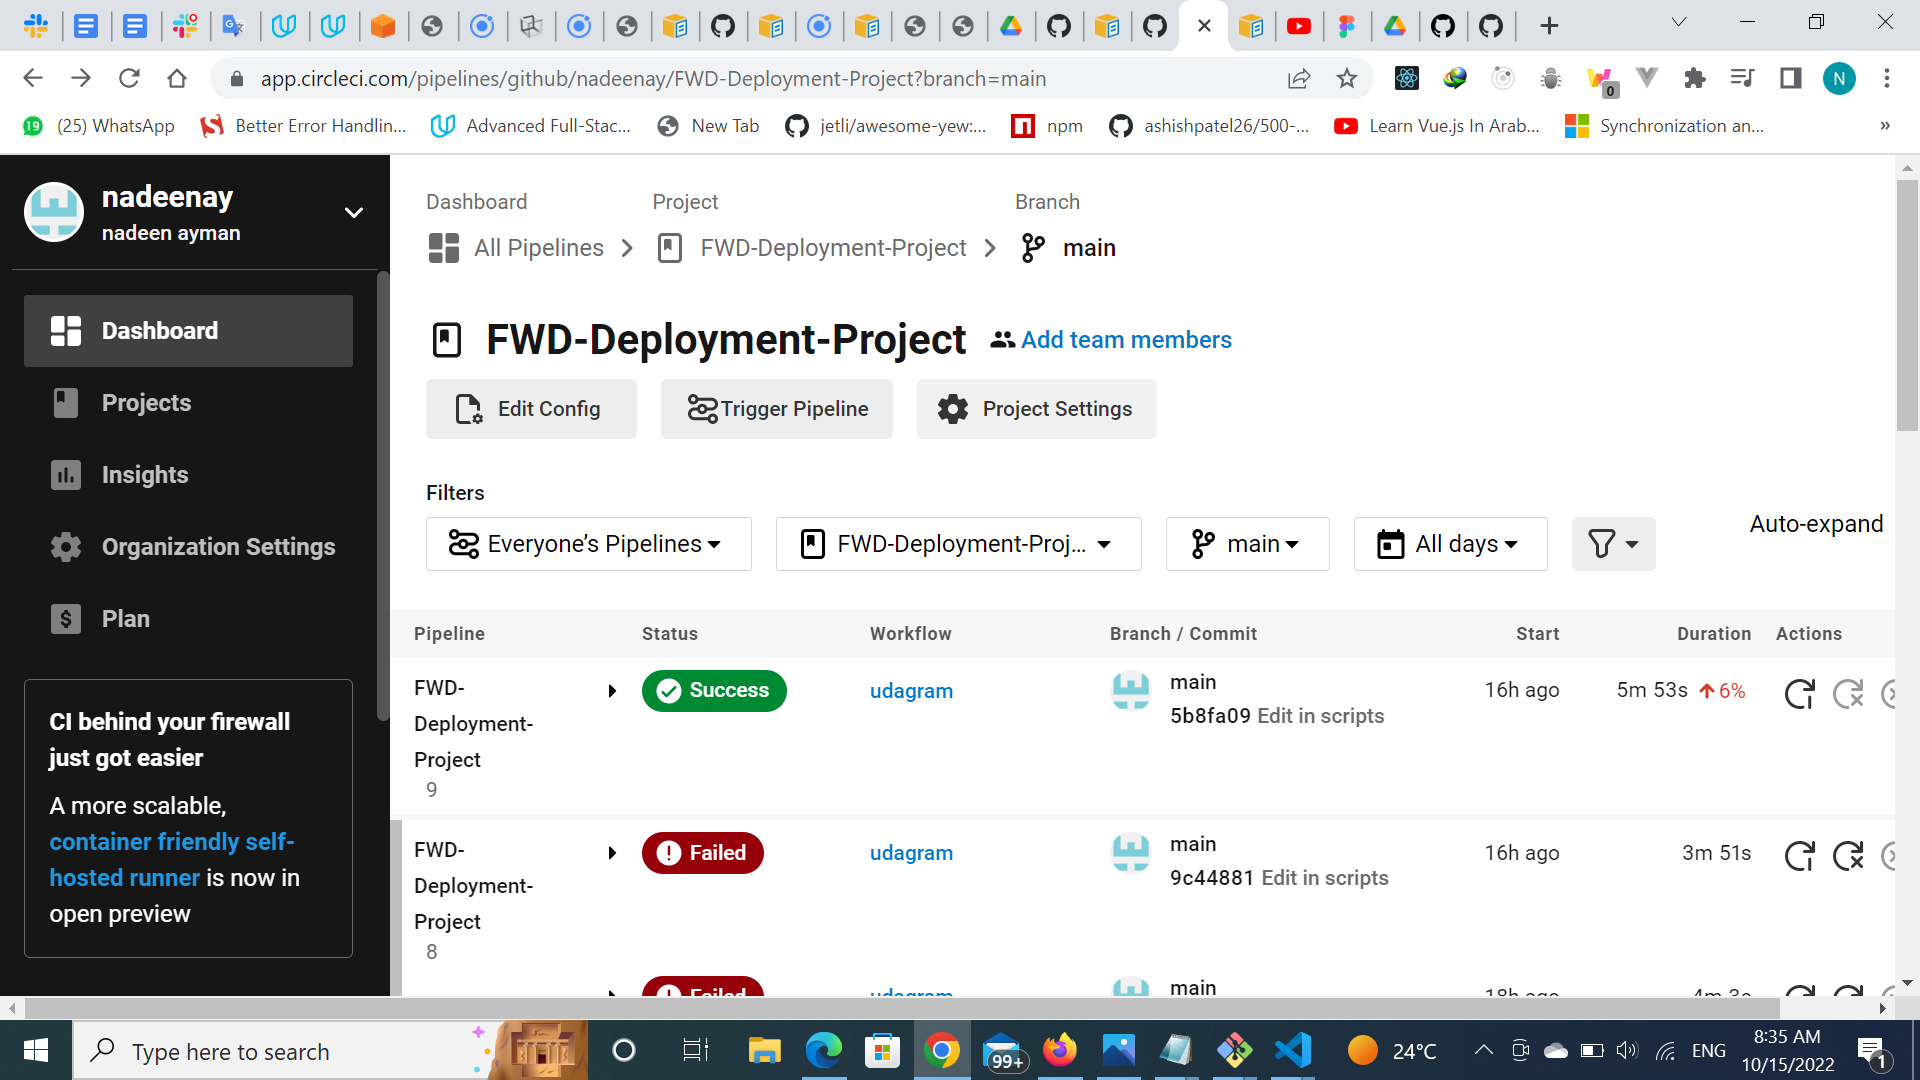 app.circleci.com/pipelines/github/nadeenay/FWD-Deployment-Project?branch=main
0
N
19
(25) WhatsApp
Better Error Handlin...
Advanced Full-Stac...
New Tab
jetli/awesome-yew:...
npm
ashishpatel26/500-...
Learn Vue.js In Arab...
Synchronization an...
»
nadeenay
nadeen ayman
Dashboard
Projects
Insights
Organization Settings
Plan
CI behind your firewall
just got easier
A more scalable,
container friendly self-
hosted runner is now in
open preview
Dashboard
Project
Branch
All Pipelines
FWD-Deployment-Project
main
FWD-Deployment-Project
Add team members
Edit Config
Trigger Pipeline
Project Settings
Filters
Everyone’s Pipelines
FWD-Deployment-Proj...
main
All days
Auto-expand
Pipeline
Status
Workflow
Branch / Commit
Start
Duration
Actions
FWD-
Deployment-
Project
9
Success
udagram
main
5b8fa09 Edit in scripts
16h ago
5m 53s
6%
FWD-
Deployment-
Project
8
Failed
udagram
main
9c44881 Edit in scripts
16h ago
3m 51s
Failed
udagram
main
18h ago
4m 3s
Type here to search
99+
24°C
ENG
8:35 AM
10/15/2022
1